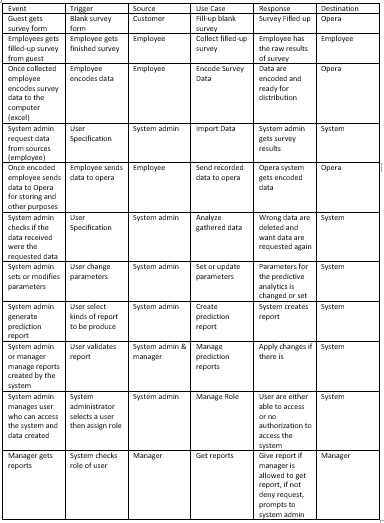 Event
Trigger
Source
Use Case
Response
Destination
Guest gets
survey form
Blank survey
form
Customer
Fill-up blank
survey
Survey Filled up
Opera
Employees gets
filled-up survey
from guest
Employee gets
finished survey
Employee
Collect filled-up
survey
Employee has
the raw results
of survey
Employee
Once collected
employee
encodes survey
data to the
computer
(excel)
Employee
encodes data
Employee
Encode Survey
Data
Data are
encoded and
ready for
distribution
Opera
System admin
request data
from sources
(employee)
User
Specification
System admin
Import Data
System admin
gets survey
results
System
Once encoded
employee sends
data to Opera
for storing and
other purposes
Employee sends
data to opera
Employee
Send recorded
data to opera
Opera system
gets encoded
data
Opera
System admin
checks if the
data received
were the
requested data
User
Specification
System admin
Analyze
gathered data
Wrong data are
deleted and
want data are
requested again
System
System admin
sets or modifies
parameters
User change
parameters
System admin
Set or update
parameters
Parameters for
the predictive
analytics is
changed or set
System
System admin
generate
prediction
report
User select
kinds of report
to be produce
System admin
Create
prediction
report
System creates
report
System
System admin
or manager
manage reports
created by the
system
User validates
report
System admin &
manager
Manage
prediction
reports
Apply changes if
there is
System
System admin
manages user
who can access
the system and
data created
System
administrator
selects a user
then assign role
System admin
Manage Role
User are either
able to access
or no
authorization to
access the
system
System
Manager gets
reports
System checks
role of user
Manager
Get reports
Give report if
manager is
allowed to get
report, if not
deny request,
prompts to
system admin
Manager